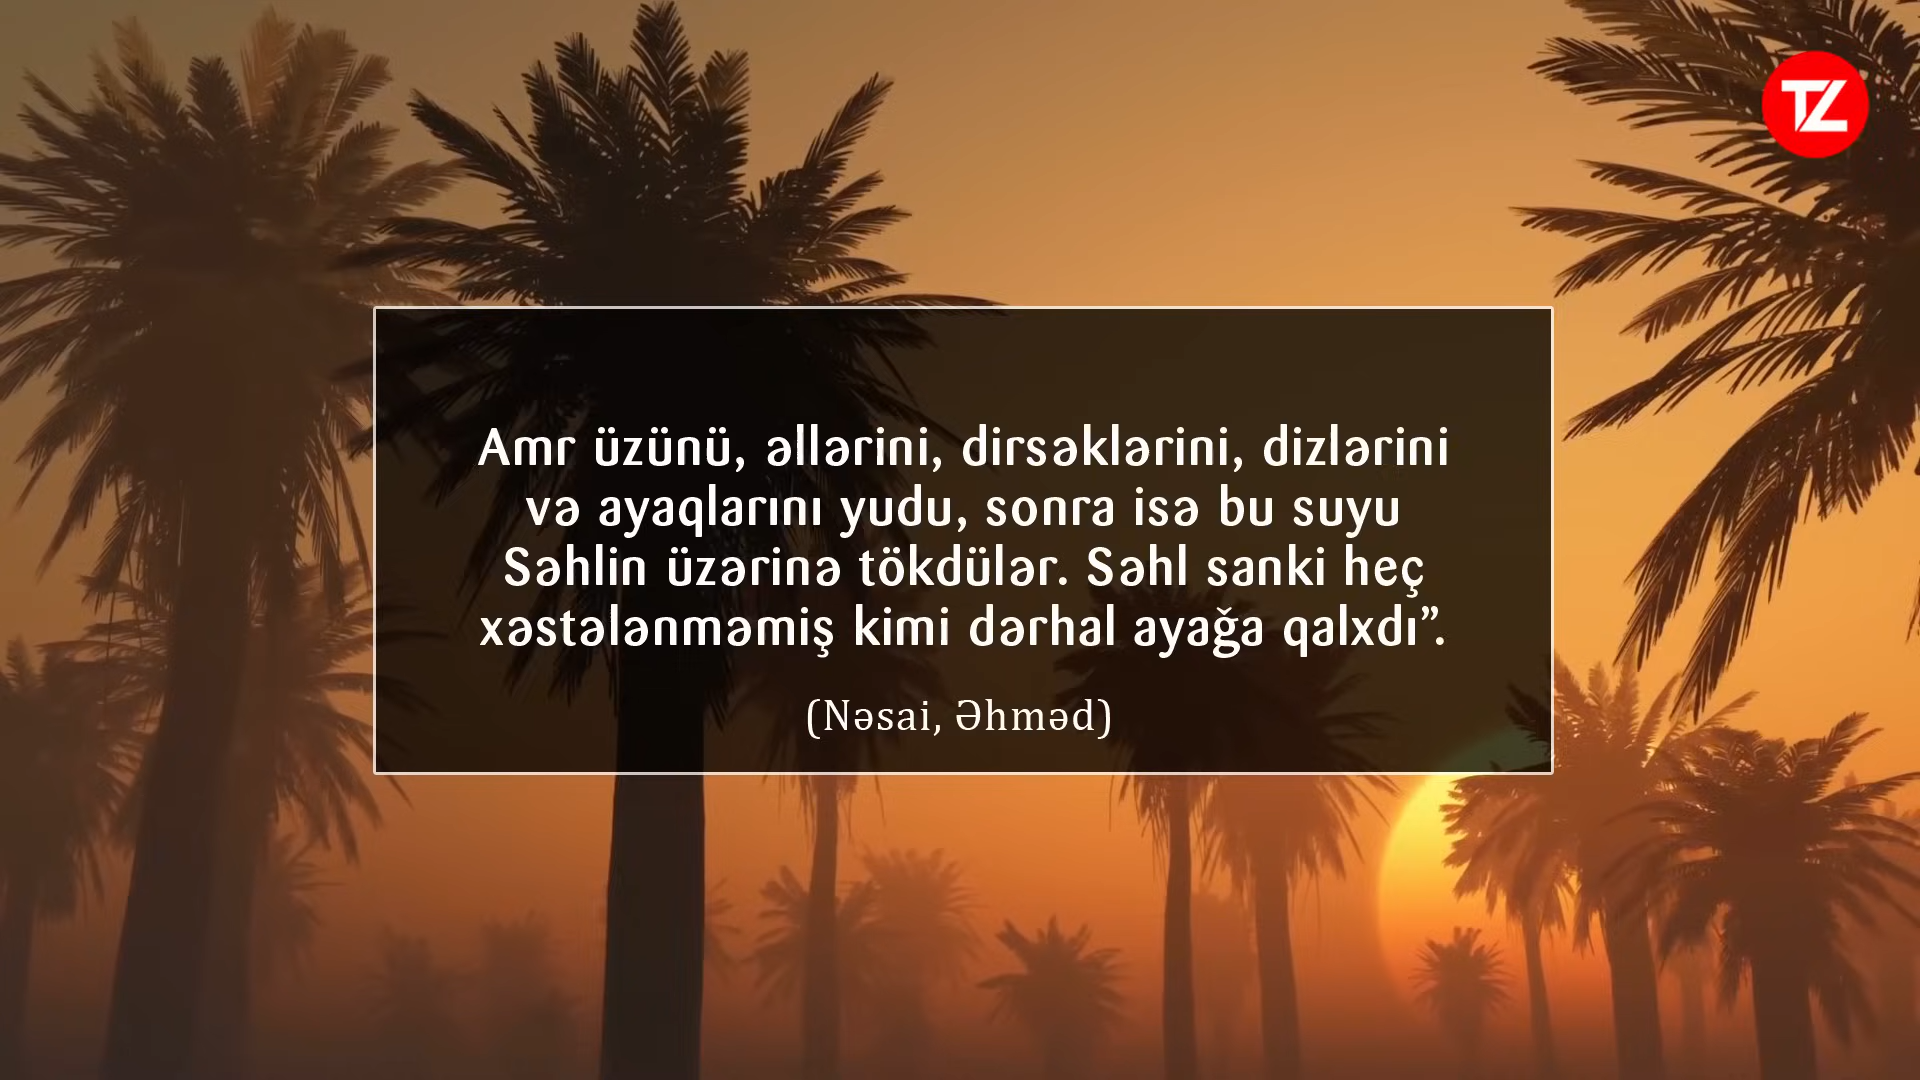 TZ
Amr üzünü, əllərini, dirsəklərini, dizlərini
və ayaqlarını yudu, sonra isə bu suyu
Səhlin üzərinə tökdülər. Səhl sanki heç
xəstələnməmiş kimi dərhal ayağa qalxdı”.
(Nəsai, Əhməd)